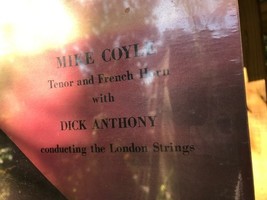 MIKE COYLE
Tenor and French Horn
with
DICK ANTHONY
conducting the London Strings